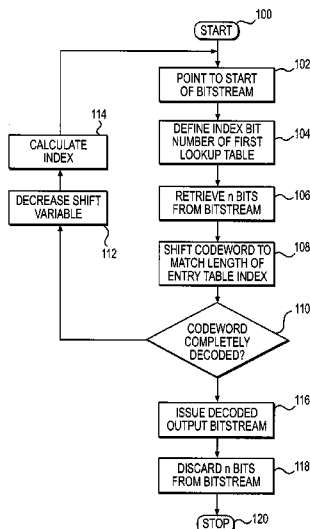 100
START
102
POINT TO START
OF BITSTREAM
114
CALCULATE
INDEX
DEFINE INDEX BIT
NUMBER OF FIRST
LOOKUP TABLE
104
DECREASE SHIFT
VARIABLE
112
RETRIEVE n BITS
FROM BITSTREAM
106
108
SHIFT CODEWORD TO
MATCH LENGTH OF
ENTRY TABLE INDEX
110
CODEWORD
COMPLETELY
DECODED?
ISSUE DECODED
OUTPUT BITSTREAM
116
DISCARD n BITS
FROM BITSTREAM
118
STOP
120